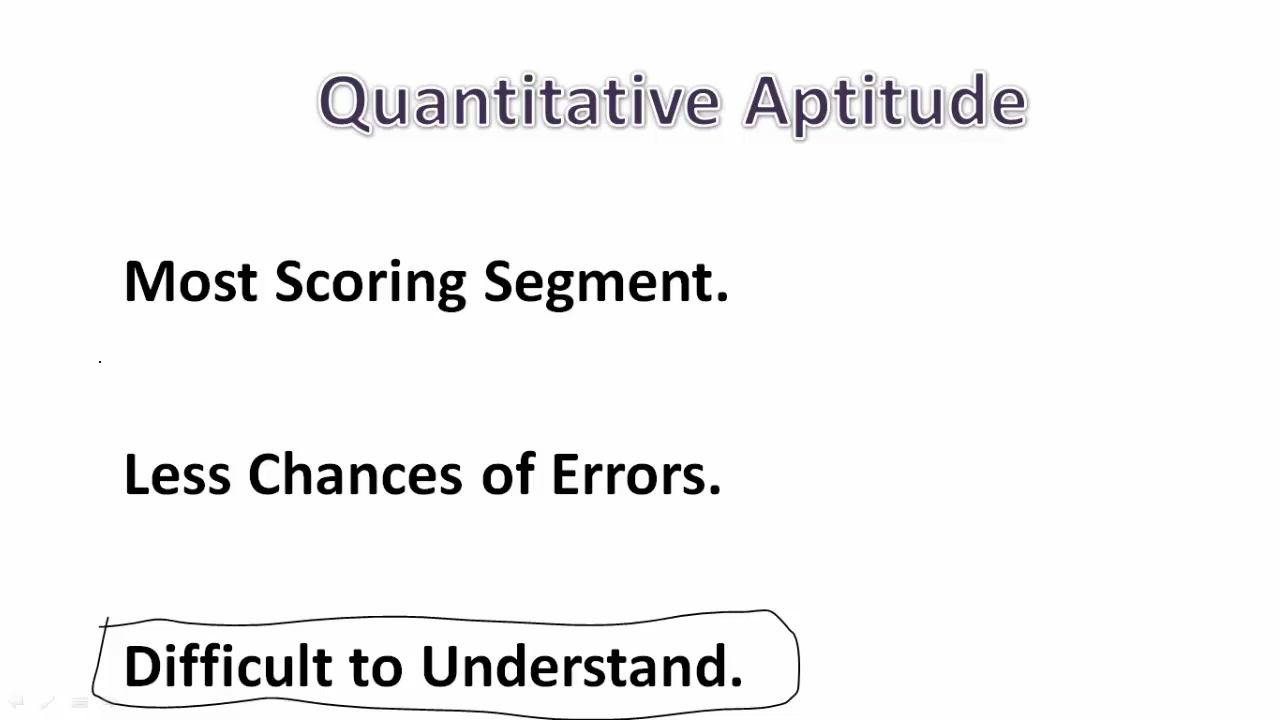 Quantitative Aptitude
Most Scoring Segment.
Less Chances of Errors.
Difficult to Understand.